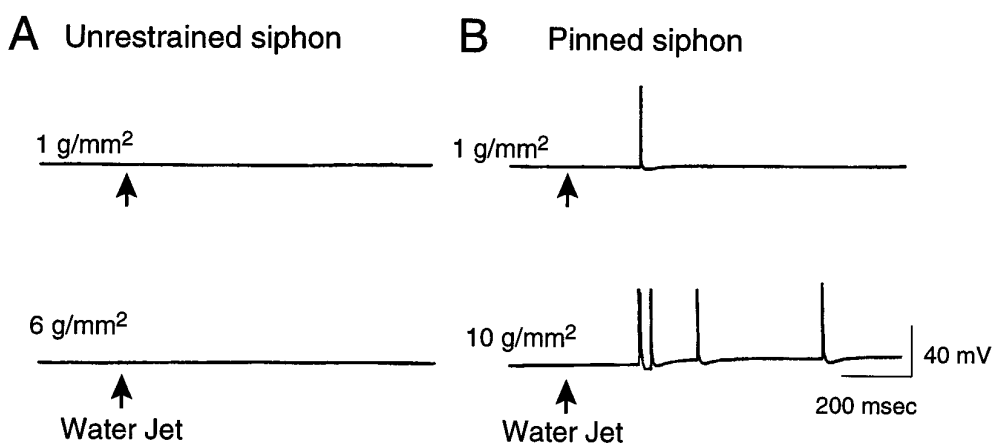 A Unrestrained siphon
B Pinned siphon
1 g/mm²
1 g/mm²
6 g/mm²
10 g/mm²
40 mV
200 msec
Water Jet
Water Jet